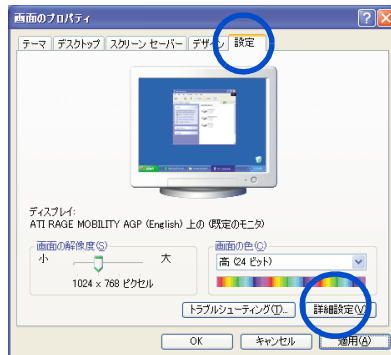 画面のプロパティ
テーマ デスクトップ スクリーン セーバー デザイン 設定
ディスプレイ:
ATI RAGE MOBILITY AGP (English) 上の (既定のモニタ)
画面の解像度(S) 画面の色(C)
小 大 高 (24 ビット)
1024 x 768 ピクセル
トラブルシューティング(T)... 詳細設定(V)
OK キャンセル 適用(A)